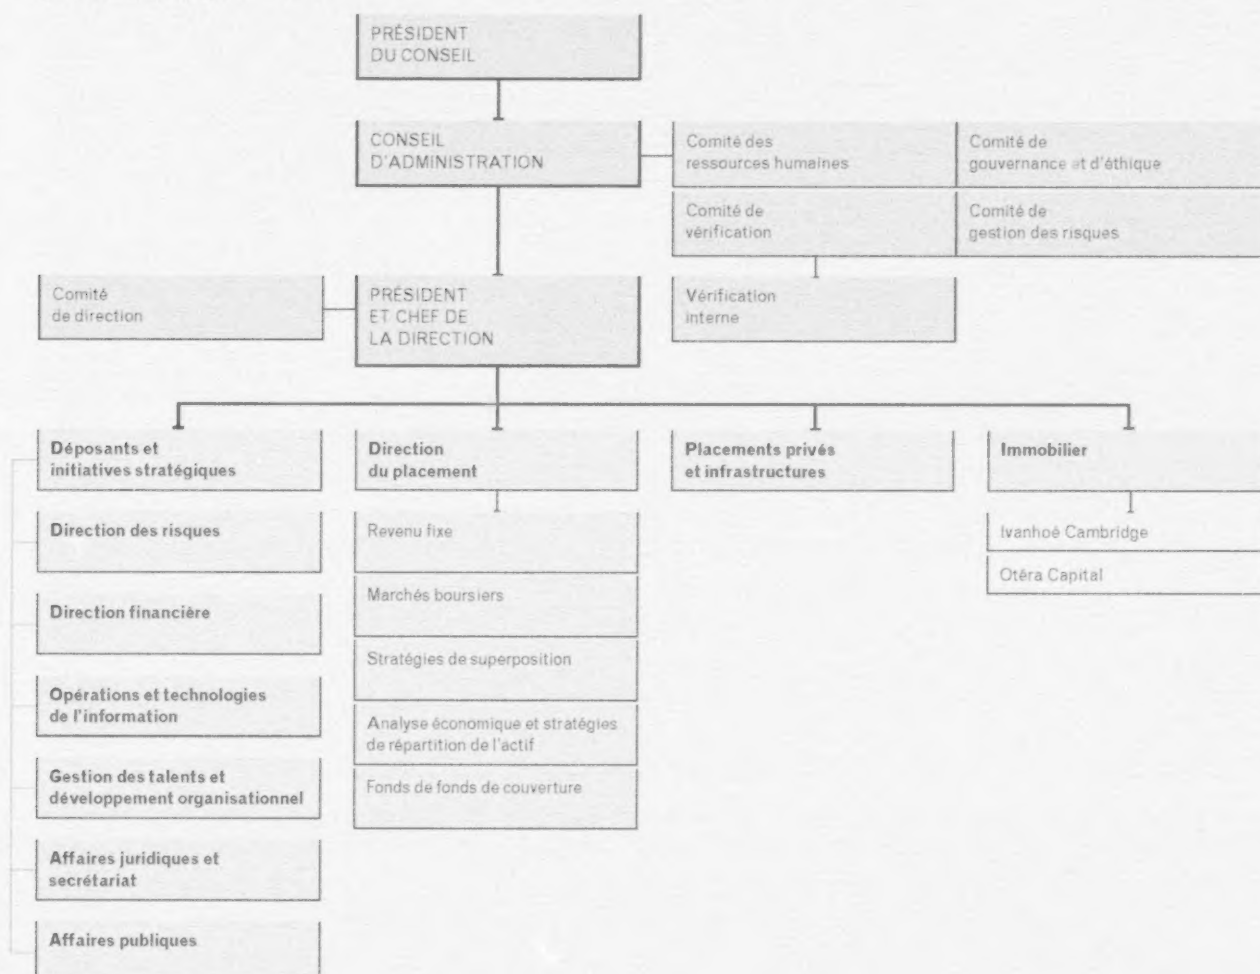 PRÉSIDENT
DU CONSEIL
CONSEIL
D'ADMINISTRATION
Comité des
ressources humaines
Comité de
gouvernance et d'éthique
Comité de
vérification
Comité de
gestion des risques
Comité
de direction
PRÉSIDENT
ET CHEF DE
LA DIRECTION
Vérification
interne
Déposants et
initiatives stratégiques
Direction des risques
Direction financière
Opérations et technologies
de l'information
Gestion des talents et
développement organisationnel
Affaires juridiques et
secrétariat
Affaires publiques
Direction
du placement
Revenu fixe
Marchés boursiers
Stratégies de superposition
Analyse économique et stratégies
de répartition de l'actif
Fonds de fonds de couverture
Placements privés
et infrastructures
Immobilier
Ivanhoé Cambridge
Otéra Capital